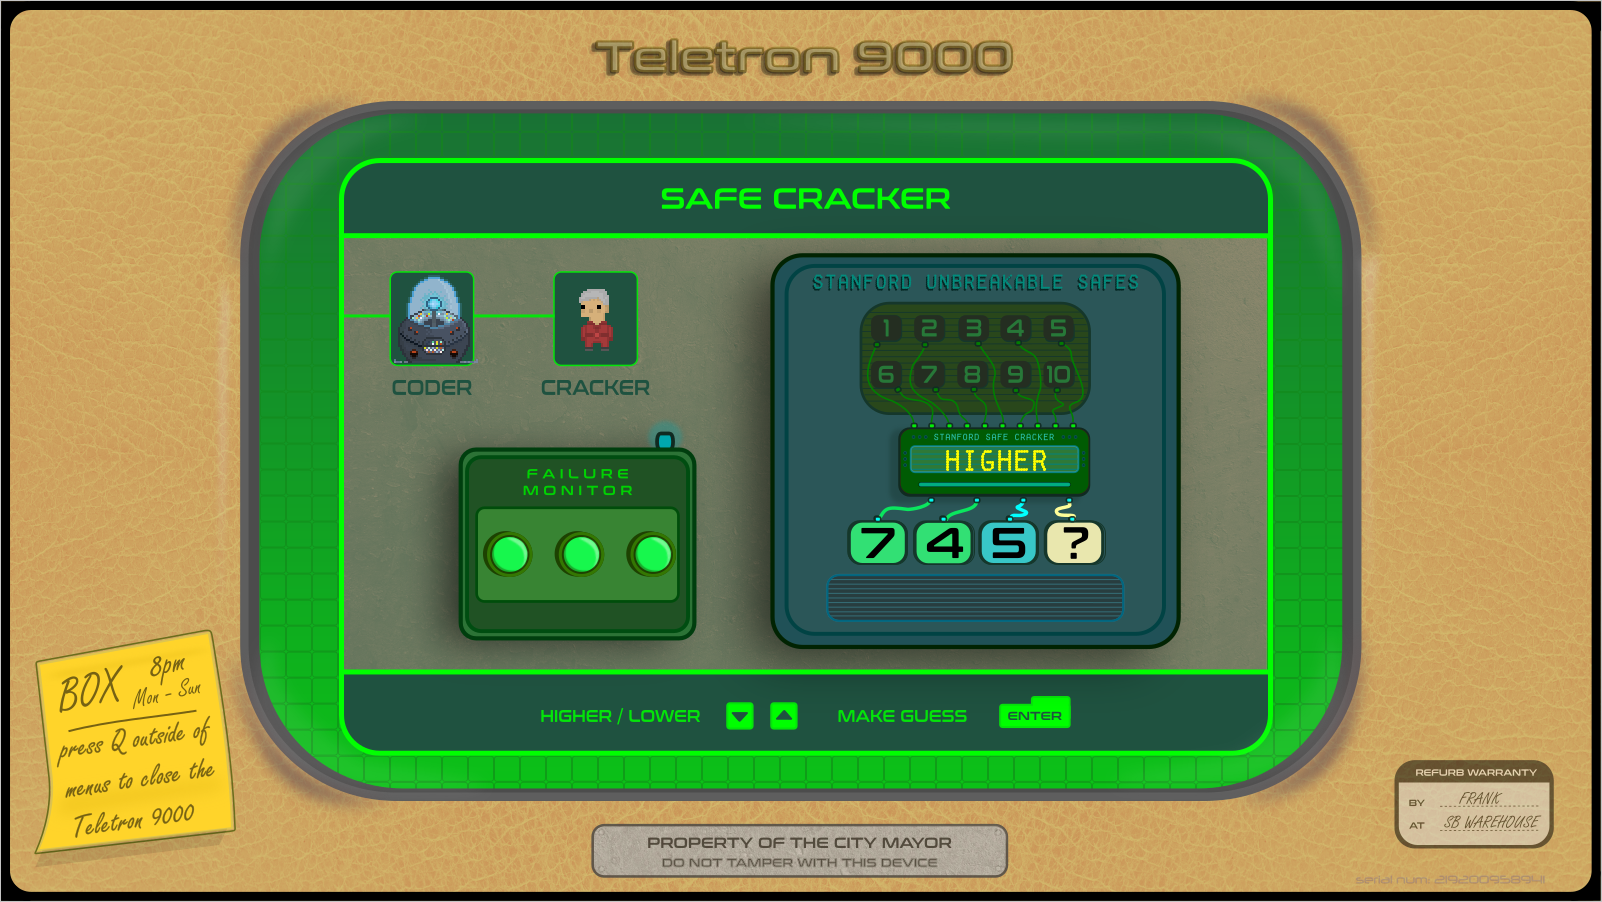 Teletron 9000
SAFE CRACKER
CODER
CRACKER
FAILURE
MONITOR
STANFORD UNBREAKABLE SAFES
1 2 3 4 5
6 7 8 9 10
STANFORD SAFE CRACKER
HIGHER
7 4 5 ?
HIGHER / LOWER
MAKE GUESS
ENTER
BOX 8pm
Mon - Sun
press Q outside of
menus to close the
Teletron 9000
PROPERTY OF THE CITY MAYOR
DO NOT TAMPER WITH THIS DEVICE
REFURB WARRANTY
BY FRANK
AT SB WAREHOUSE
serial num: